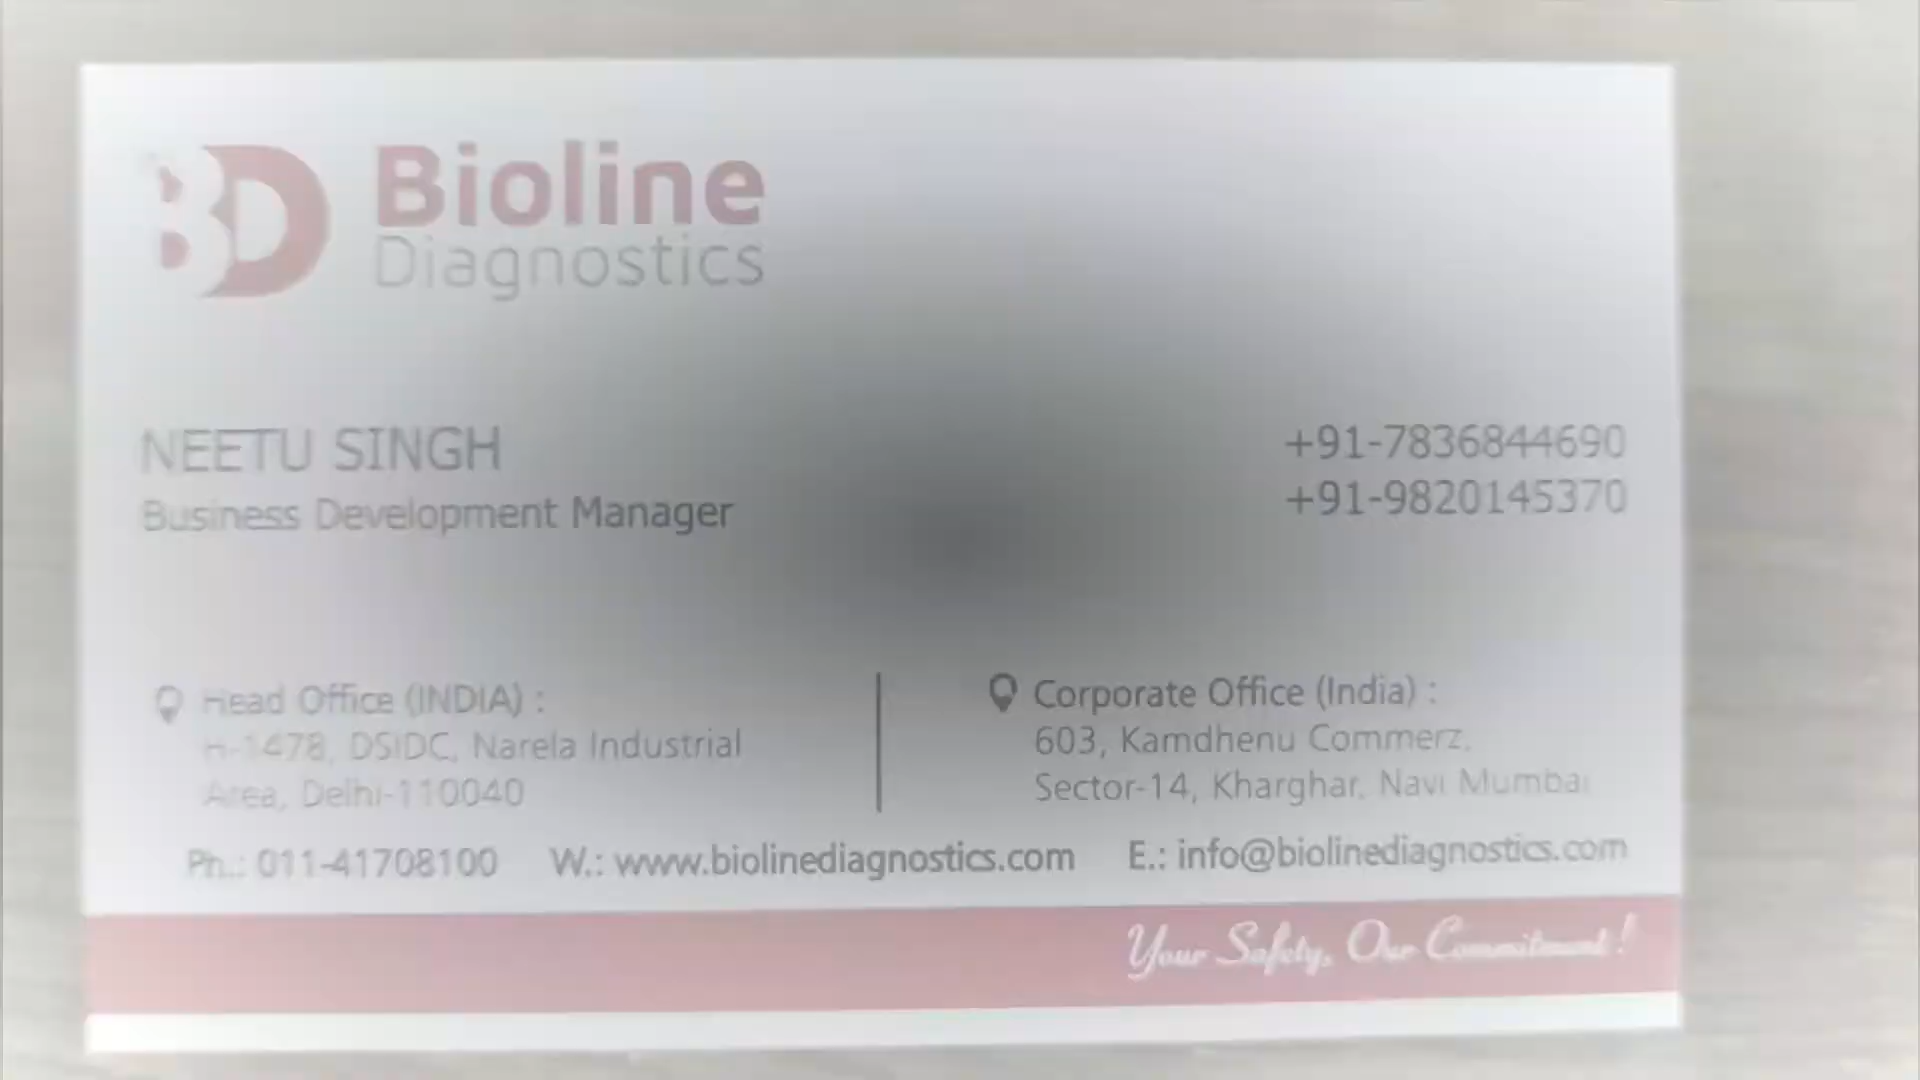 Bioline
Diagnostics
NEETU SINGH
Business Development Manager
+91-7836844690
+91-9820145370
Head Office (INDIA) :
H-1478, DSIDC, Narela Industrial
Area, Delhi-110040
Corporate Office (India) :
603, Kamdhenu Commerz,
Sector-14, Kharghar, Navi Mumbai
Ph.: 011-41708100 W.: www.biolinediagnostics.com E.: info@biolinediagnostics.com
Your Safety, Our Commitment !